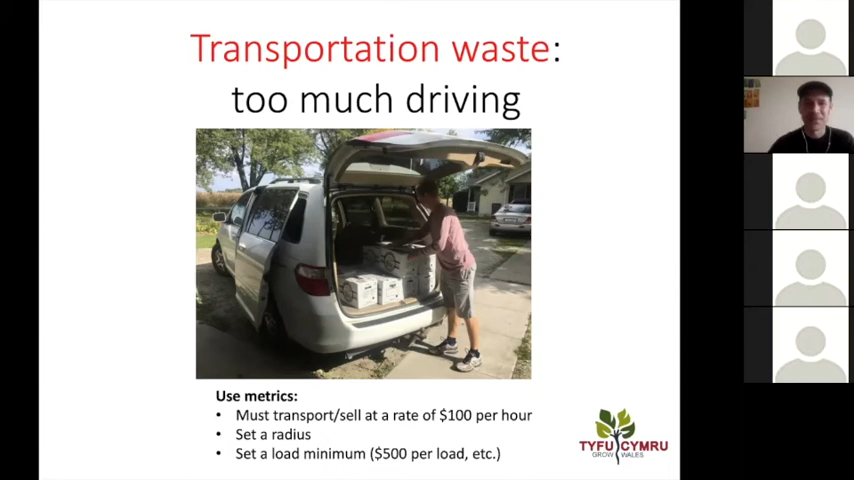 Transportation waste:
too much driving
Use metrics:
• Must transport/sell at a rate of $100 per hour
• Set a radius
• Set a load minimum ($500 per load, etc.)
TYFU CYMRU
GROW WALES